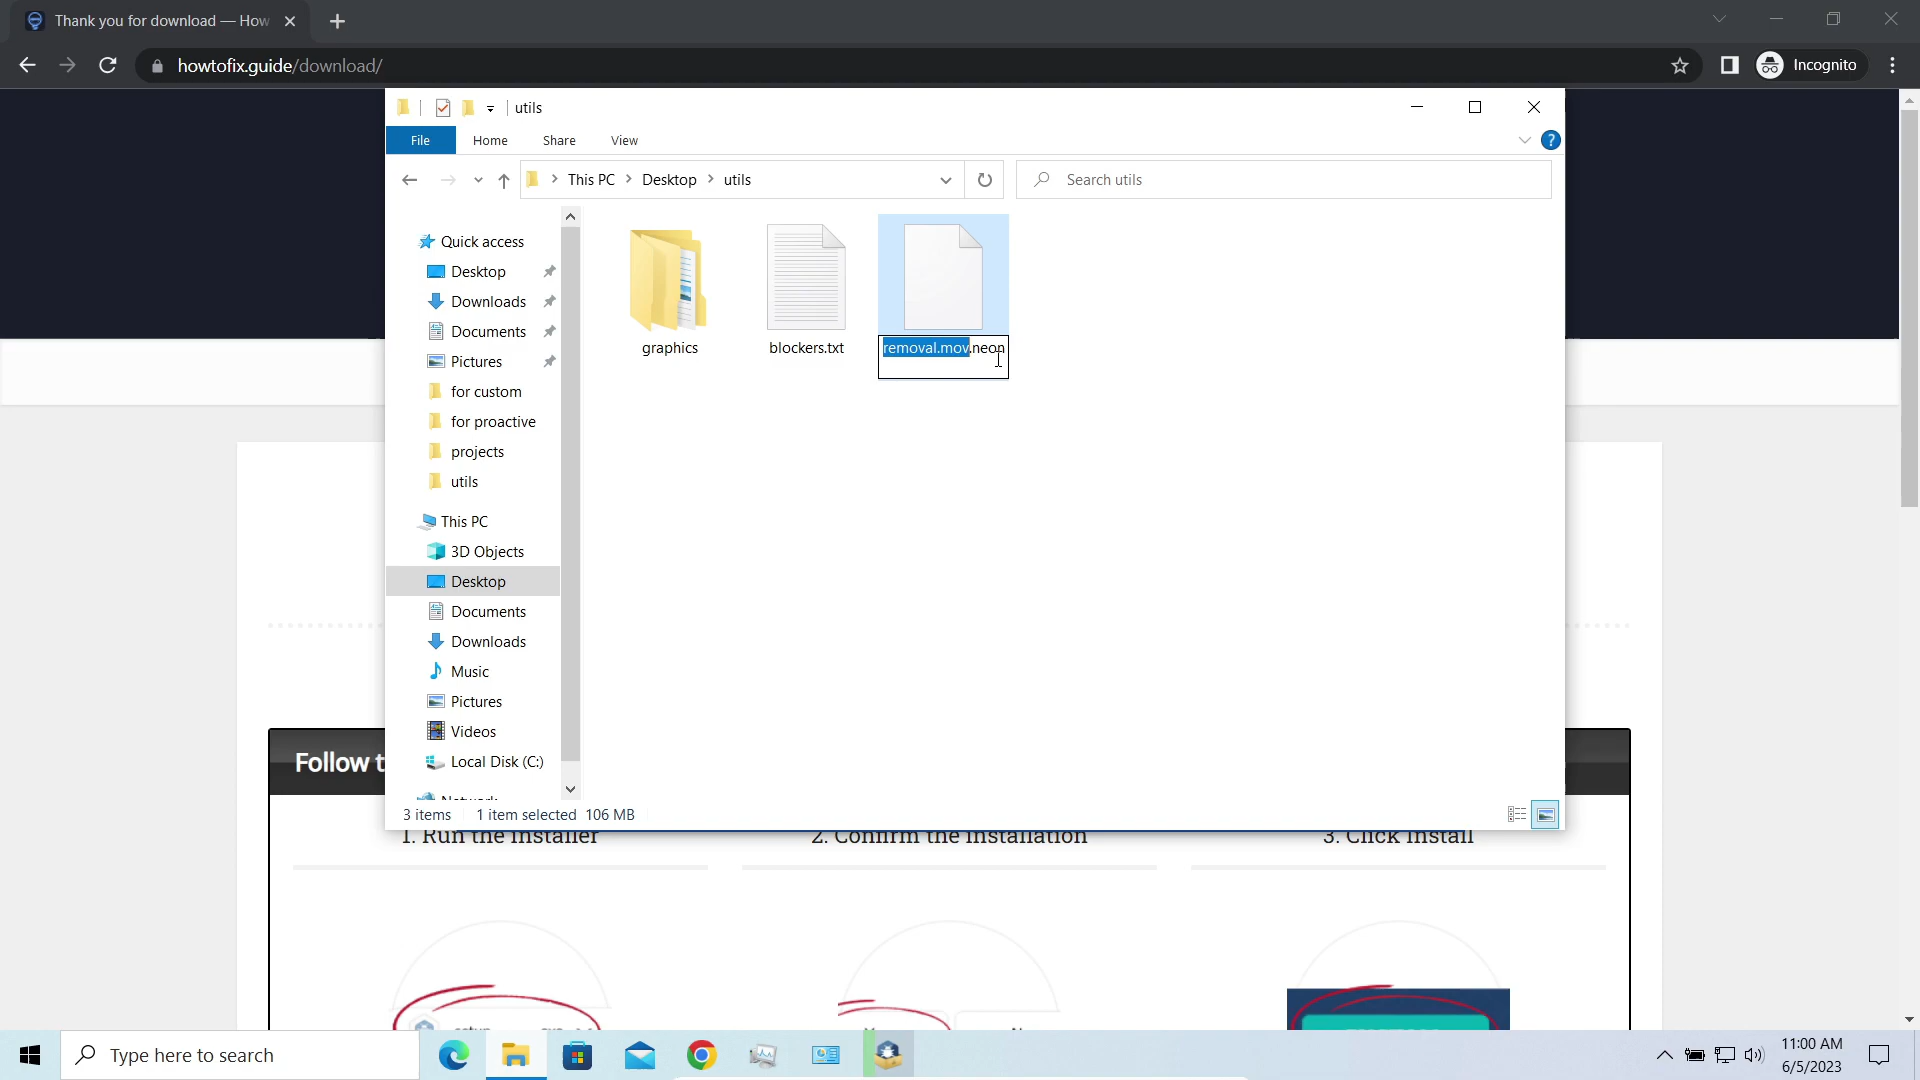 Thank you for download — How
howtofix.guide/download/
Incognito
utils
File
Home
Share
View
This PC
Desktop
utils
Search utils
Quick access
Desktop
Downloads
Documents
Pictures
for custom
for proactive
projects
utils
This PC
3D Objects
Desktop
Documents
Downloads
Music
Pictures
Videos
Local Disk (C:)
Network
graphics
blockers.txt
removal.mov.neon
3 items
1 item selected 106 MB
Follow t
1. Run the installer
2. Confirm the installation
3. Click Install
Type here to search
11:00 AM
6/5/2023